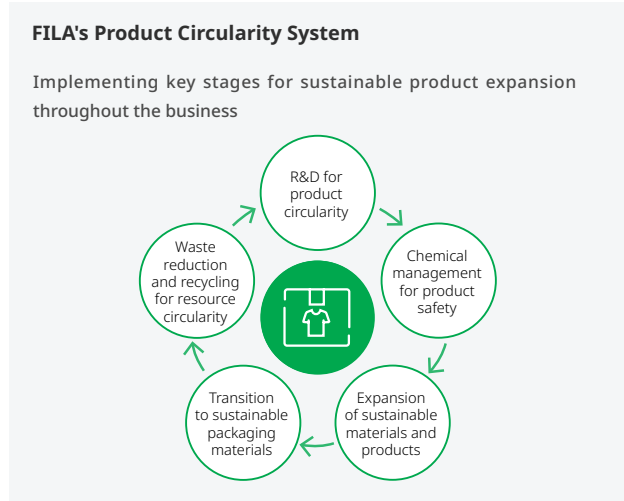 FILA's Product Circularity System
Implementing key stages for sustainable product expansion
throughout the business
R&D for
product
circularity
Chemical
management
for product
safety
Expansion
of sustainable
materials and
products
Transition
to sustainable
packaging
materials
Waste
reduction
and recycling
for resource
circularity